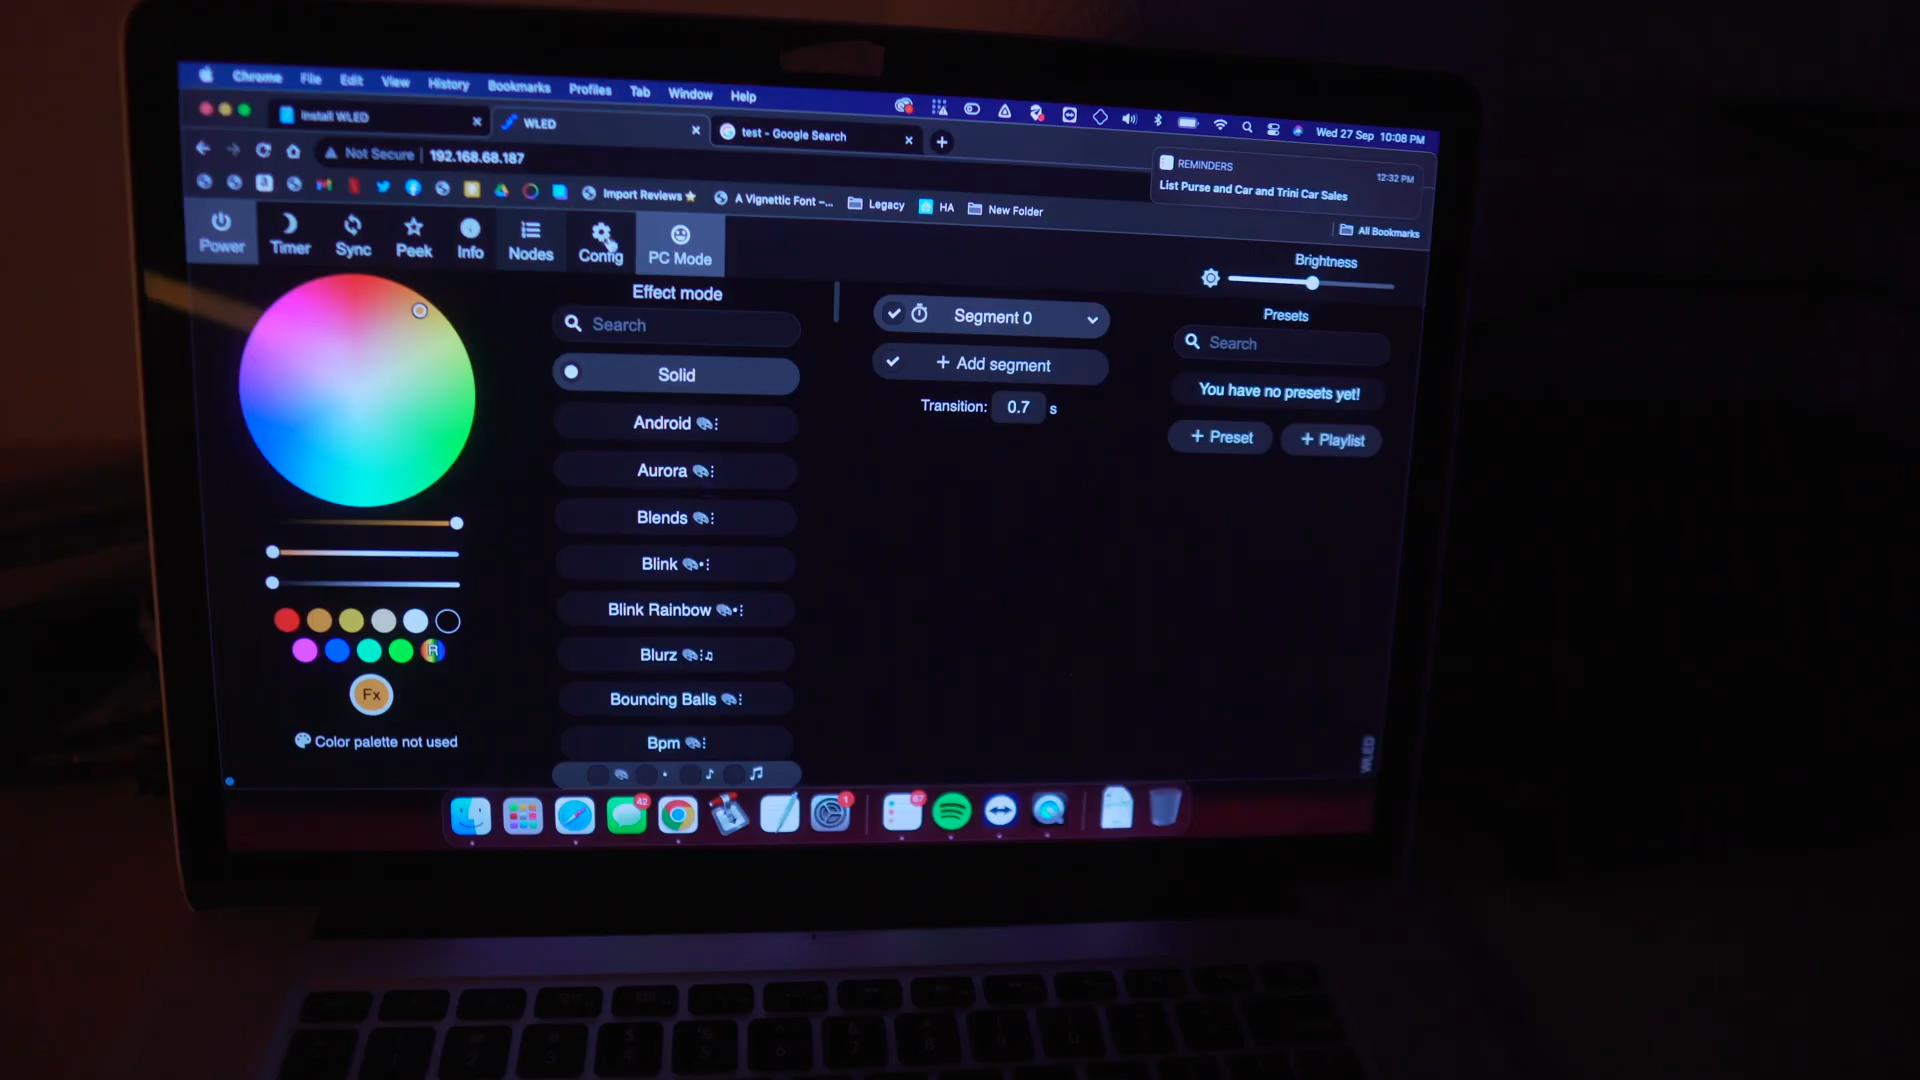 Chrome File Edit View History Bookmarks Profiles Tab Window Help
Wed 27 Sep 10:08 PM
Install WLED
WLED
test - Google Search
Not Secure | 192.168.68.187
REMINDERS
12:32 PM
List Purse and Car and Trini Car Sales
Import Reviews
A Vignettic Font –...
Legacy
HA
New Folder
All Bookmarks
Power
Timer
Sync
Peek
Info
Nodes
Config
PC Mode
Brightness
Effect mode
Search
Solid
Android
Aurora
Blends
Blink
Blink Rainbow
Blurz
Bouncing Balls
Bpm
R
Fx
Color palette not used
Segment 0
+ Add segment
Transition: 0.7 s
Presets
Search
You have no presets yet!
+ Preset
+ Playlist
WLED
42
1
67